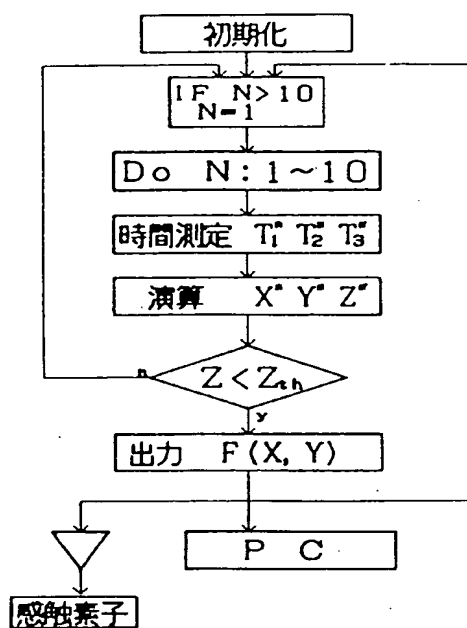 初期化
IF N>10
N=1
Do N:1~10
時間測定 T₁ⁿ T₂ⁿ T₃ⁿ
演算 Xⁿ Yⁿ Zⁿ
Z<Zth
n
y
出力 F(X, Y)
PC
感触素子